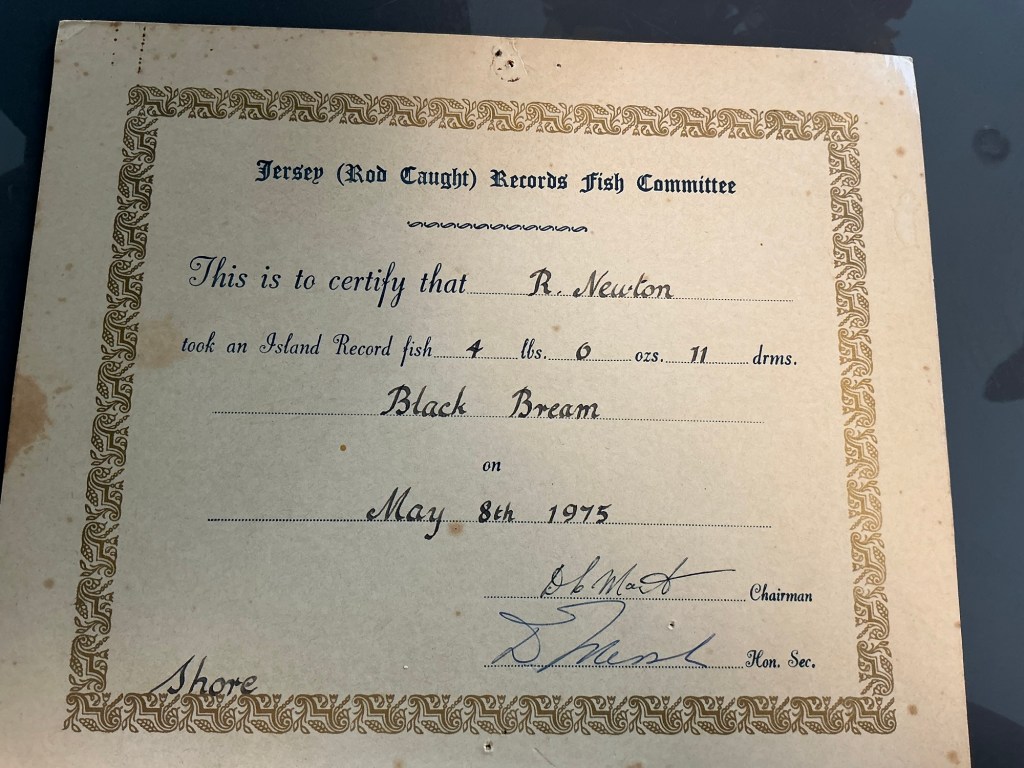 Jersey (Rod Caught) Records Fish Committee
This is to certify that R. Newton
took an Island Record fish 4 lbs. 0 ozs. 11 drms.
Black Bream
on
May 8th 1975
Chairman
Hon. Sec.
Shore